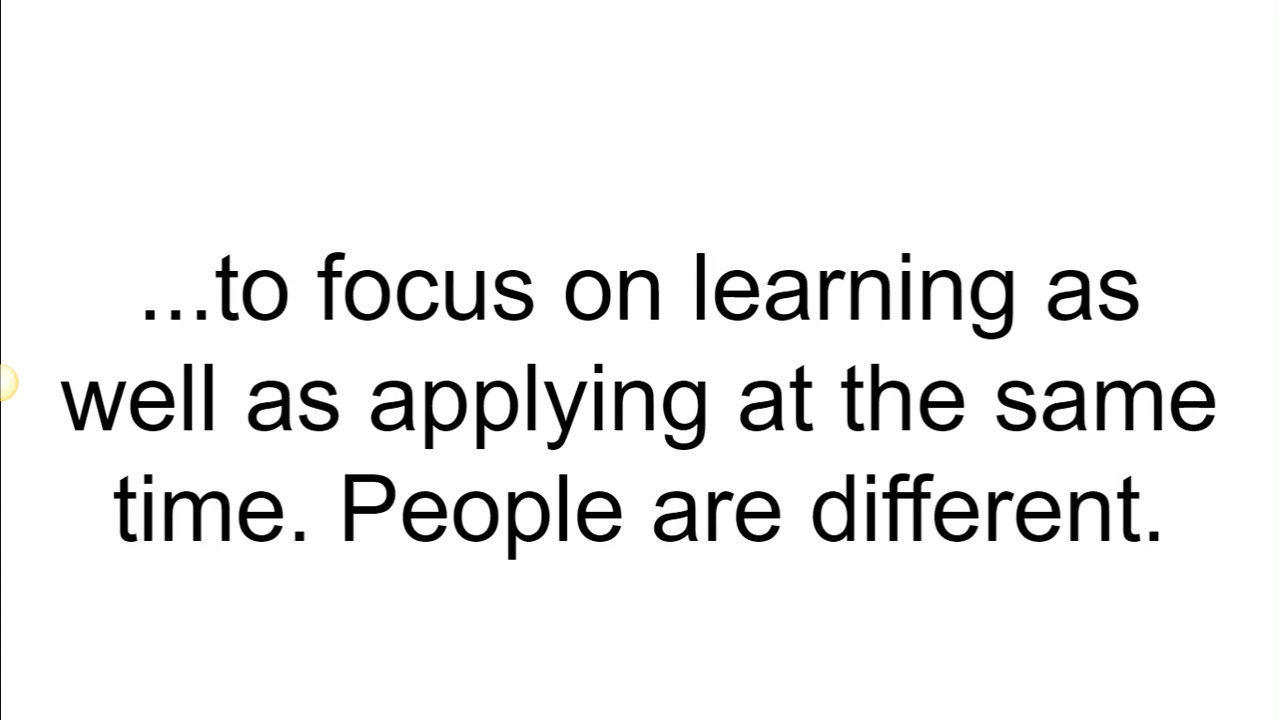 ...to focus on learning as
well as applying at the same
time. People are different.